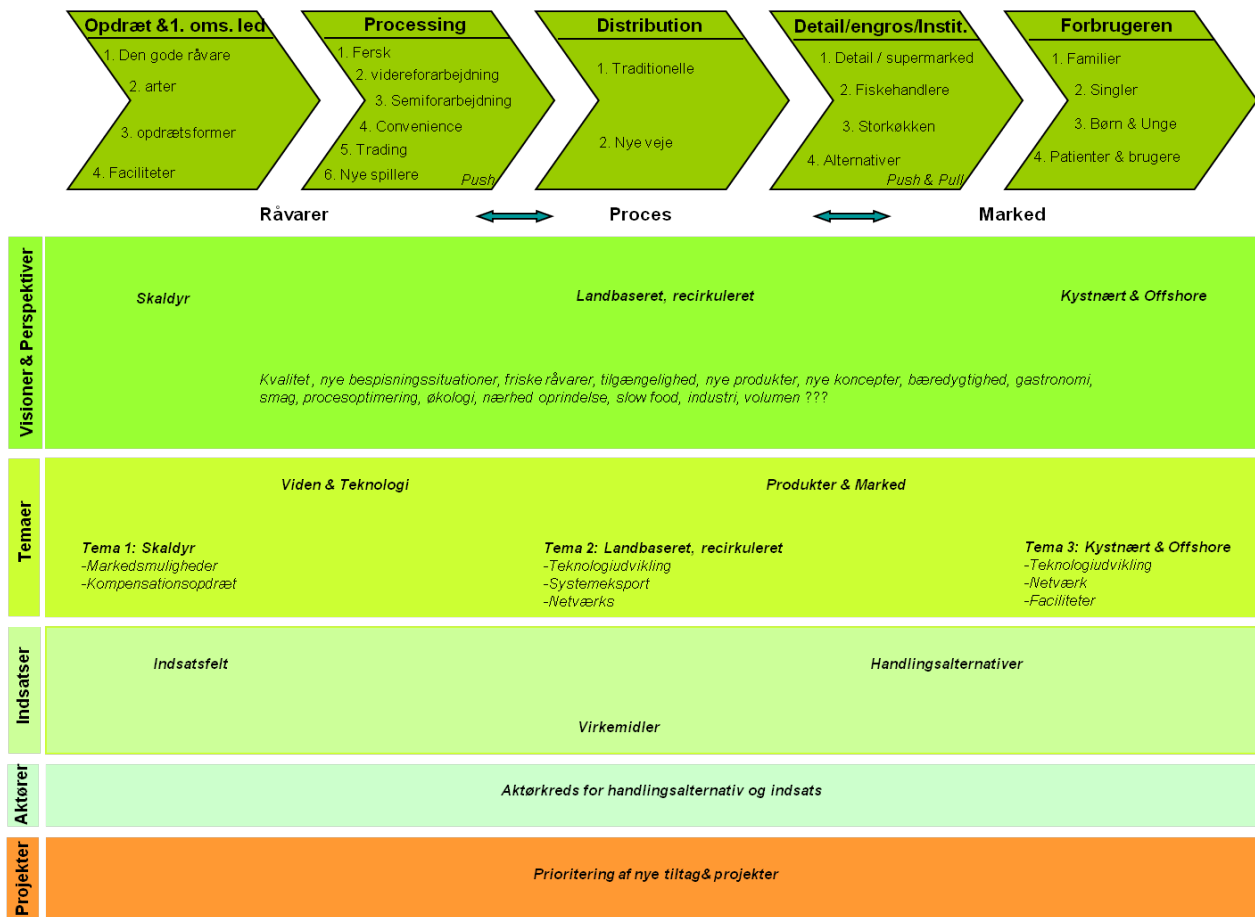 Opdræt &1. oms. led
1. Den gode råvare
2. arter
3. opdrætsformer
4. Faciliteter
Processing
1. Fersk
2. videreforarbejdning
3. Semiforarbejdning
4. Convenience
5. Trading
6. Nye spillere
Push
Distribution
1. Traditionelle
2. Nye veje
Detail/engros/Instit.
1. Detail / supermarked
2. Fiskehandlere
3. Storkøkken
4. Alternativer
Push & Pull
Forbrugeren
1. Familier
2. Singler
3. Børn & Unge
4. Patienter & brugere
Råvarer
Proces
Marked
Visioner & Perspektiver
Skaldyr
Landbaseret, recirkuleret
Kystnært & Offshore
Kvalitet, nye bespisningssituationer, friske råvarer, tilgængelighed, nye produkter, nye koncepter, bæredygtighed, gastronomi,
smag, procesoptimering, økologi, nærhed oprindelse, slow food, industri, volumen ???
Temaer
Viden & Teknologi
Produkter & Marked
Tema 1: Skaldyr
-Markedsmuligheder
-Kompensationsopdræt
Tema 2: Landbaseret, recirkuleret
-Teknologiudvikling
-Systemeksport
-Netværks
Tema 3: Kystnært & Offshore
-Teknologiudvikling
-Netværk
-Faciliteter
Indsatser
Indsatsfelt
Handlingsalternativer
Virkemidler
Aktører
Aktørkreds for handlingsalternativ og indsats
Projekter
Prioritering af nye tiltag& projekter